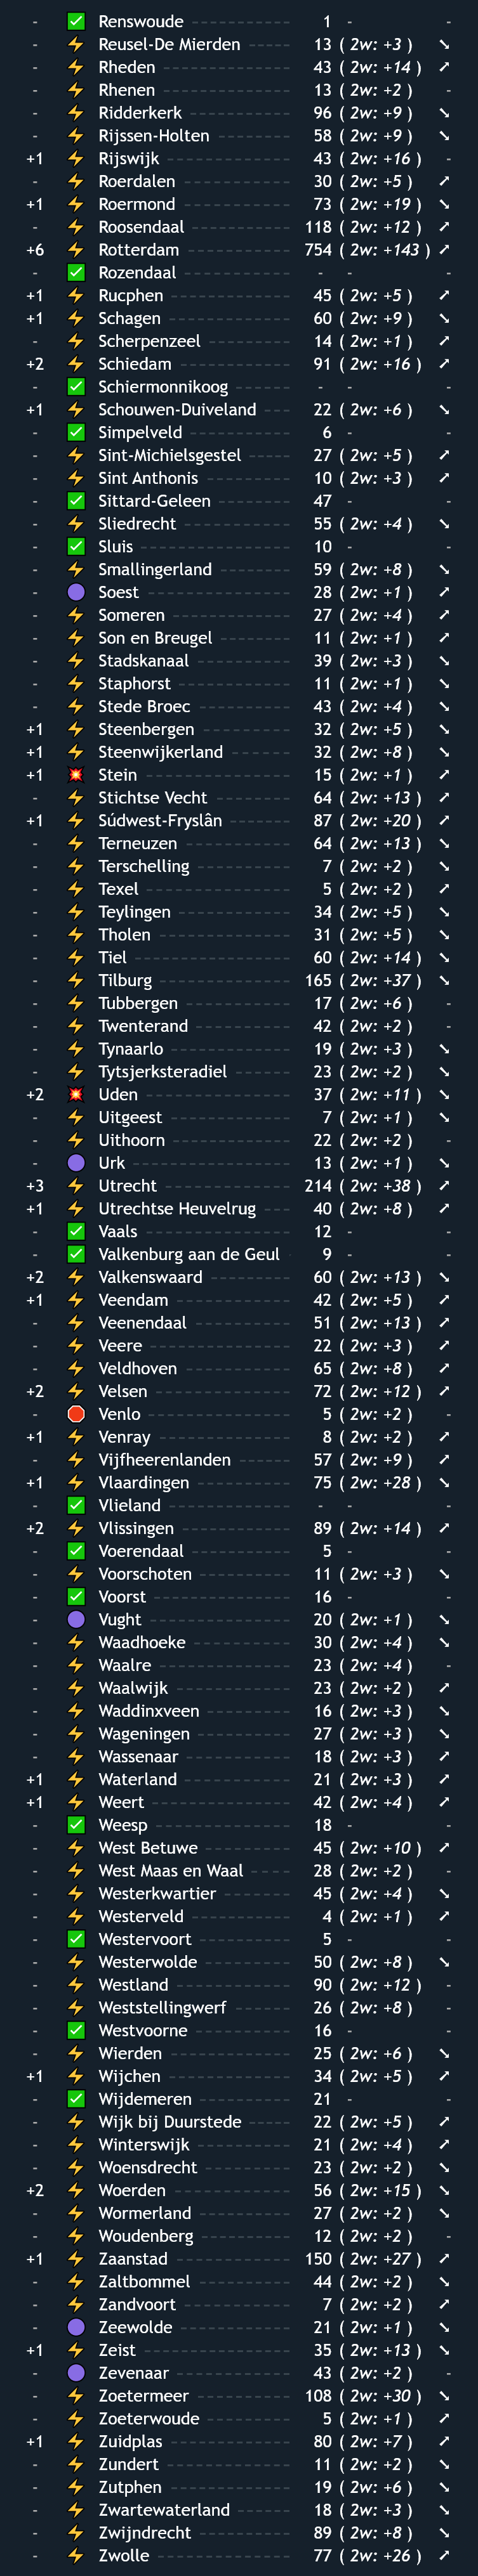 - ✅ Renswoude 1 - -
- ⚡ Reusel-De Mierden 13 ( 2w: +3 ) ➘
- ⚡ Rheden 43 ( 2w: +14 ) ➚
- ⚡ Rhenen 13 ( 2w: +2 ) -
- ⚡ Ridderkerk 96 ( 2w: +9 ) ➘
- ⚡ Rijssen-Holten 58 ( 2w: +9 ) ➘
+1 ⚡ Rijswijk 43 ( 2w: +16 ) -
- ⚡ Roerdalen 30 ( 2w: +5 ) ➚
+1 ⚡ Roermond 73 ( 2w: +19 ) ➘
- ⚡ Roosendaal 118 ( 2w: +12 ) ➚
+6 ⚡ Rotterdam 754 ( 2w: +143 ) ➚
- ✅ Rozendaal - - -
+1 ⚡ Rucphen 45 ( 2w: +5 ) ➚
+1 ⚡ Schagen 60 ( 2w: +9 ) ➘
- ⚡ Scherpenzeel 14 ( 2w: +1 ) ➚
+2 ⚡ Schiedam 91 ( 2w: +16 ) ➚
- ✅ Schiermonnikoog - - -
+1 ⚡ Schouwen-Duiveland 22 ( 2w: +6 ) ➘
- ✅ Simpelveld 6 - -
- ⚡ Sint-Michielsgestel 27 ( 2w: +5 ) ➚
- ⚡ Sint Anthonis 10 ( 2w: +3 ) ➚
- ✅ Sittard-Geleen 47 - -
- ⚡ Sliedrecht 55 ( 2w: +4 ) ➘
- ✅ Sluis 10 - -
- ⚡ Smallingerland 59 ( 2w: +8 ) ➘
- 🟣 Soest 28 ( 2w: +1 ) ➚
- ⚡ Someren 27 ( 2w: +4 ) ➚
- ⚡ Son en Breugel 11 ( 2w: +1 ) ➚
- ⚡ Stadskanaal 39 ( 2w: +3 ) ➘
- ⚡ Staphorst 11 ( 2w: +1 ) ➘
- ⚡ Stede Broec 43 ( 2w: +4 ) ➘
+1 ⚡ Steenbergen 32 ( 2w: +5 ) ➘
+1 ⚡ Steenwijkerland 32 ( 2w: +8 ) ➘
+1 💥 Stein 15 ( 2w: +1 ) ➚
- ⚡ Stichtse Vecht 64 ( 2w: +13 ) ➚
+1 ⚡ Súdwest-Fryslân 87 ( 2w: +20 ) ➚
- ⚡ Terneuzen 64 ( 2w: +13 ) ➘
- ⚡ Terschelling 7 ( 2w: +2 ) ➘
- ⚡ Texel 5 ( 2w: +2 ) ➚
- ⚡ Teylingen 34 ( 2w: +5 ) ➘
- ⚡ Tholen 31 ( 2w: +5 ) ➘
- ⚡ Tiel 60 ( 2w: +14 ) ➘
- ⚡ Tilburg 165 ( 2w: +37 ) ➘
- ⚡ Tubbergen 17 ( 2w: +6 ) -
- ⚡ Twenterand 42 ( 2w: +2 ) -
- ⚡ Tynaarlo 19 ( 2w: +3 ) ➘
- ⚡ Tytsjerksteradiel 23 ( 2w: +2 ) ➘
+2 💥 Uden 37 ( 2w: +11 ) ➘
- ⚡ Uitgeest 7 ( 2w: +1 ) ➘
- ⚡ Uithoorn 22 ( 2w: +2 ) -
- 🟣 Urk 13 ( 2w: +1 ) ➘
+3 ⚡ Utrecht 214 ( 2w: +38 ) ➚
+1 ⚡ Utrechtse Heuvelrug 40 ( 2w: +8 ) ➚
- ✅ Vaals 12 - -
- ✅ Valkenburg aan de Geul 9 - -
+2 ⚡ Valkenswaard 60 ( 2w: +13 ) ➘
+1 ⚡ Veendam 42 ( 2w: +5 ) ➚
- ⚡ Veenendaal 51 ( 2w: +13 ) ➚
- ⚡ Veere 22 ( 2w: +3 ) ➚
- ⚡ Veldhoven 65 ( 2w: +8 ) ➚
+2 ⚡ Velsen 72 ( 2w: +12 ) ➚
- 🛑 Venlo 5 ( 2w: +2 ) -
+1 ⚡ Venray 8 ( 2w: +2 ) ➚
- ⚡ Vijfheerenlanden 57 ( 2w: +9 ) ➚
+1 ⚡ Vlaardingen 75 ( 2w: +28 ) ➘
- ✅ Vlieland - - -
+2 ⚡ Vlissingen 89 ( 2w: +14 ) ➚
- ✅ Voerendaal 5 - -
- ⚡ Voorschoten 11 ( 2w: +3 ) ➘
- ✅ Voorst 16 - -
- 🟣 Vught 20 ( 2w: +1 ) ➘
- ⚡ Waadhoeke 30 ( 2w: +4 ) ➘
- ⚡ Waalre 23 ( 2w: +4 ) -
- ⚡ Waalwijk 23 ( 2w: +2 ) ➚
- ⚡ Waddinxveen 16 ( 2w: +3 ) ➘
- ⚡ Wageningen 27 ( 2w: +3 ) ➘
- ⚡ Wassenaar 18 ( 2w: +3 ) ➚
+1 ⚡ Waterland 21 ( 2w: +3 ) ➚
+1 ⚡ Weert 42 ( 2w: +4 ) ➚
- ✅ Weesp 18 - -
- ⚡ West Betuwe 45 ( 2w: +10 ) ➚
- ⚡ West Maas en Waal 28 ( 2w: +2 ) -
- ⚡ Westerkwartier 45 ( 2w: +4 ) ➘
- ⚡ Westerveld 4 ( 2w: +1 ) ➚
- ✅ Westervoort 5 - -
- ⚡ Westerwolde 50 ( 2w: +8 ) ➘
- ⚡ Westland 90 ( 2w: +12 ) -
- ⚡ Weststellingwerf 26 ( 2w: +8 ) -
- ✅ Westvoorne 16 - -
- ⚡ Wierden 25 ( 2w: +6 ) ➘
+1 ⚡ Wijchen 34 ( 2w: +5 ) ➚
- ✅ Wijdemeren 21 - -
- ⚡ Wijk bij Duurstede 22 ( 2w: +5 ) ➚
- ⚡ Winterswijk 21 ( 2w: +4 ) ➚
- ⚡ Woensdrecht 23 ( 2w: +2 ) ➘
+2 ⚡ Woerden 56 ( 2w: +15 ) ➘
- ⚡ Wormerland 27 ( 2w: +2 ) ➘
- ⚡ Woudenberg 12 ( 2w: +2 ) -
+1 ⚡ Zaanstad 150 ( 2w: +27 ) ➚
- ⚡ Zaltbommel 44 ( 2w: +2 ) ➘
- ⚡ Zandvoort 7 ( 2w: +2 ) ➚
- 🟣 Zeewolde 21 ( 2w: +1 ) ➘
+1 ⚡ Zeist 35 ( 2w: +13 ) ➘
- 🟣 Zevenaar 43 ( 2w: +2 ) -
- ⚡ Zoetermeer 108 ( 2w: +30 ) ➘
- ⚡ Zoeterwoude 5 ( 2w: +1 ) ➚
+1 ⚡ Zuidplas 80 ( 2w: +7 ) ➚
- ⚡ Zundert 11 ( 2w: +2 ) ➘
- ⚡ Zutphen 19 ( 2w: +6 ) ➘
- ⚡ Zwartewaterland 18 ( 2w: +3 ) ➘
- ⚡ Zwijndrecht 89 ( 2w: +8 ) ➘
- ⚡ Zwolle 77 ( 2w: +26 ) ➚